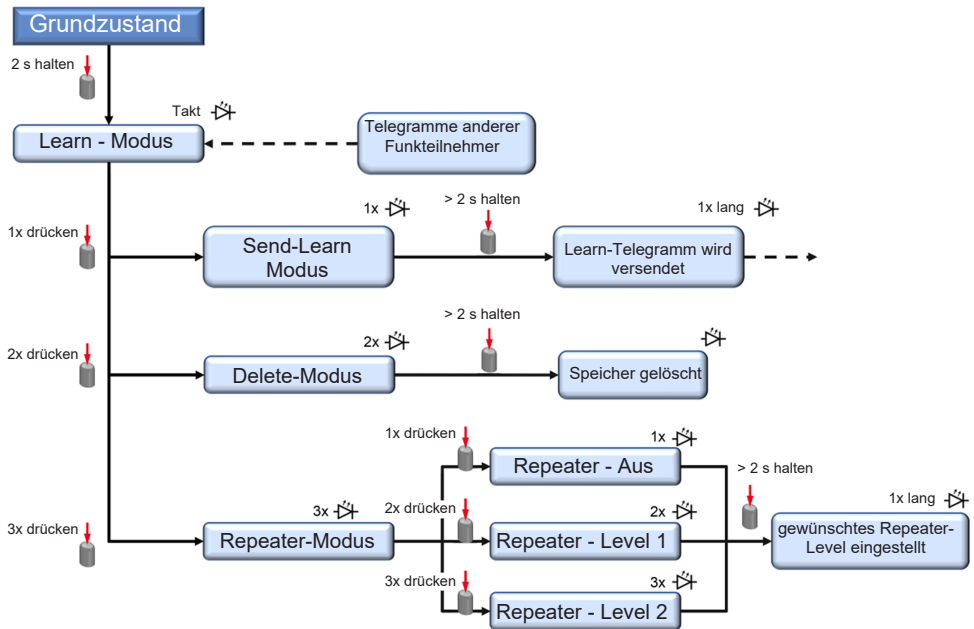 Grundzustand
2 s halten
Takt
Learn - Modus
Telegramme anderer
Funkteilnehmer
1x drücken
1x
Send-Learn
Modus
> 2 s halten
1x lang
Learn-Telegramm wird
versendet
2x drücken
2x
Delete-Modus
> 2 s halten
Speicher gelöscht
3x drücken
3x
Repeater-Modus
1x drücken
1x
Repeater - Aus
2x drücken
2x
Repeater - Level 1
3x drücken
3x
Repeater - Level 2
> 2 s halten
1x lang
gewünschtes Repeater-
Level eingestellt